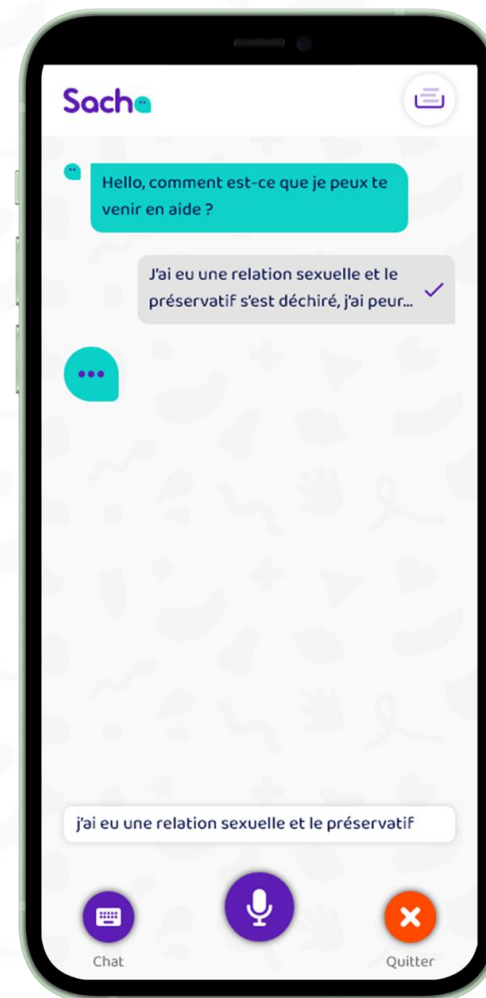 Sacha
Hello, comment est-ce que je peux te
venir en aide ?
J'ai eu une relation sexuelle et le
préservatif s'est déchiré, j'ai peur...
j'ai eu une relation sexuelle et le préservatif
Chat
Quitter